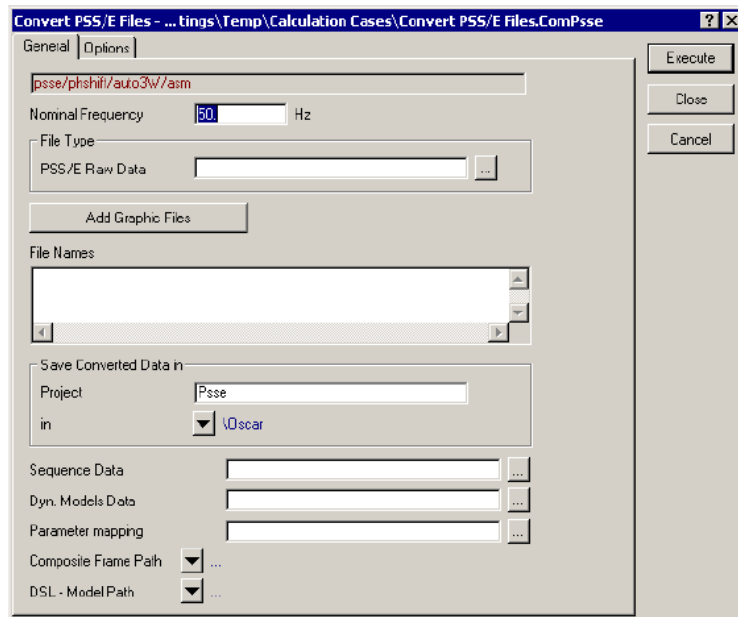 Convert PSS/E Files - ... tings\Temp\Calculation Cases\Convert PSS/E Files.ComPsse
General Options
Execute
psse/phshift/auto3W/asm
Close
Nominal Frequency 50. Hz
File Type
Cancel
PSS/E Raw Data ...
Add Graphic Files
File Names
Save Converted Data in
Project Psse
in \Oscar
Sequence Data ...
Dyn. Models Data ...
Parameter mapping ...
Composite Frame Path ...
DSL - Model Path ...